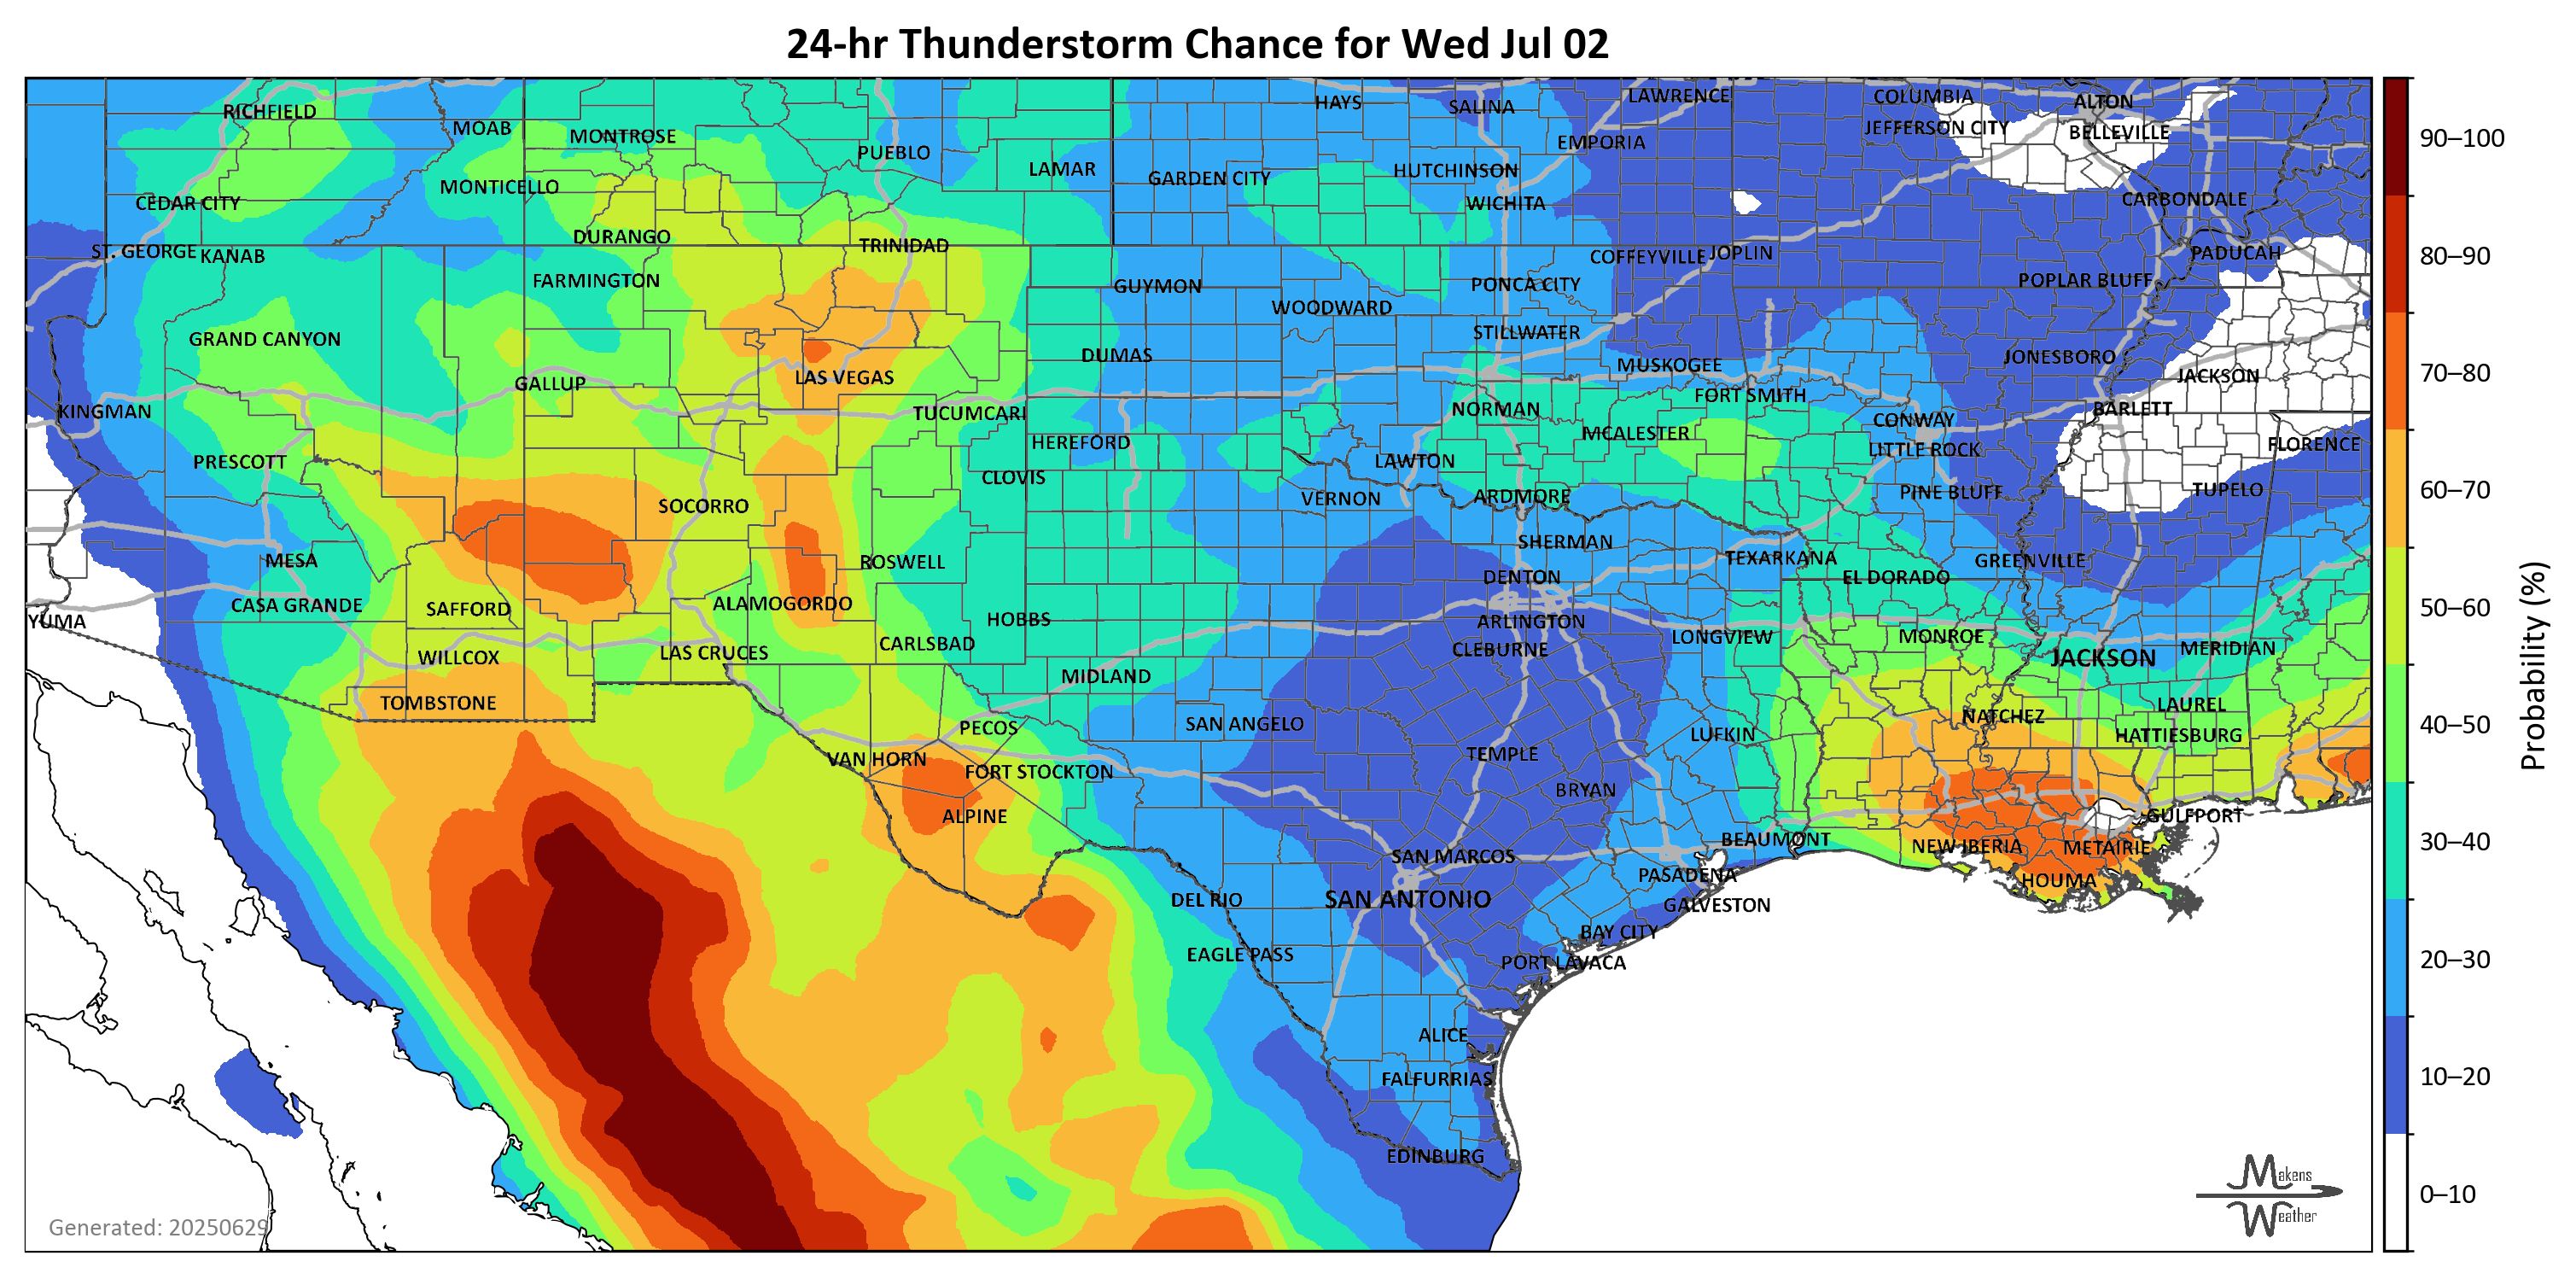 24-hr Thunderstorm Chance for Wed Jul 02
RICHFIELD
MOAB
MONTROSE
PUEBLO
LAMAR
HAYS
SALINA
LAWRENCE
COLUMBIA
ALTON
JEFFERSON CITY
BELLEVILLE
EMPORIA
HUTCHINSON
GARDEN CITY
WICHITA
MONTICELLO
CEDAR CITY
CARBONDALE
DURANGO
TRINIDAD
ST. GEORGE
KANAB
COFFEYVILLE
JOPLIN
PADUCAH
FARMINGTON
GUYMON
PONCA CITY
POPLAR BLUFF
WOODWARD
STILLWATER
GRAND CANYON
DUMAS
MUSKOGEE
JONESBORO
LAS VEGAS
JACKSON
GALLUP
FORT SMITH
KINGMAN
TUCUMCARI
NORMAN
BARLETT
CONWAY
MCALESTER
HEREFORD
LITTLE ROCK
FLORENCE
PRESCOTT
LAWTON
CLOVIS
VERNON
ARDMORE
PINE BLUFF
TUPELO
SOCORRO
SHERMAN
MESA
ROSWELL
TEXARKANA
GREENVILLE
DENTON
EL DORADO
CASA GRANDE
SAFFORD
ALAMOGORDO
HOBBS
ARLINGTON
YUMA
LONGVIEW
MONROE
CARLSBAD
CLEBURNE
MERIDIAN
WILLCOX
LAS CRUCES
JACKSON
MIDLAND
TOMBSTONE
LAUREL
NATCHEZ
PECOS
SAN ANGELO
LUFKIN
HATTIESBURG
VAN HORN
TEMPLE
FORT STOCKTON
BRYAN
ALPINE
GULFPORT
BEAUMONT
NEW IBERIA
METAIRIE
SAN MARCOS
PASADENA
HOUMA
DEL RIO
SAN ANTONIO
GALVESTON
BAY CITY
EAGLE PASS
PORT LAVACA
ALICE
FALFURRIAS
EDINBURG
Generated: 20250629
Makens
Weather
90–100
80–90
70–80
60–70
50–60
40–50
30–40
20–30
10–20
0–10
Probability (%)